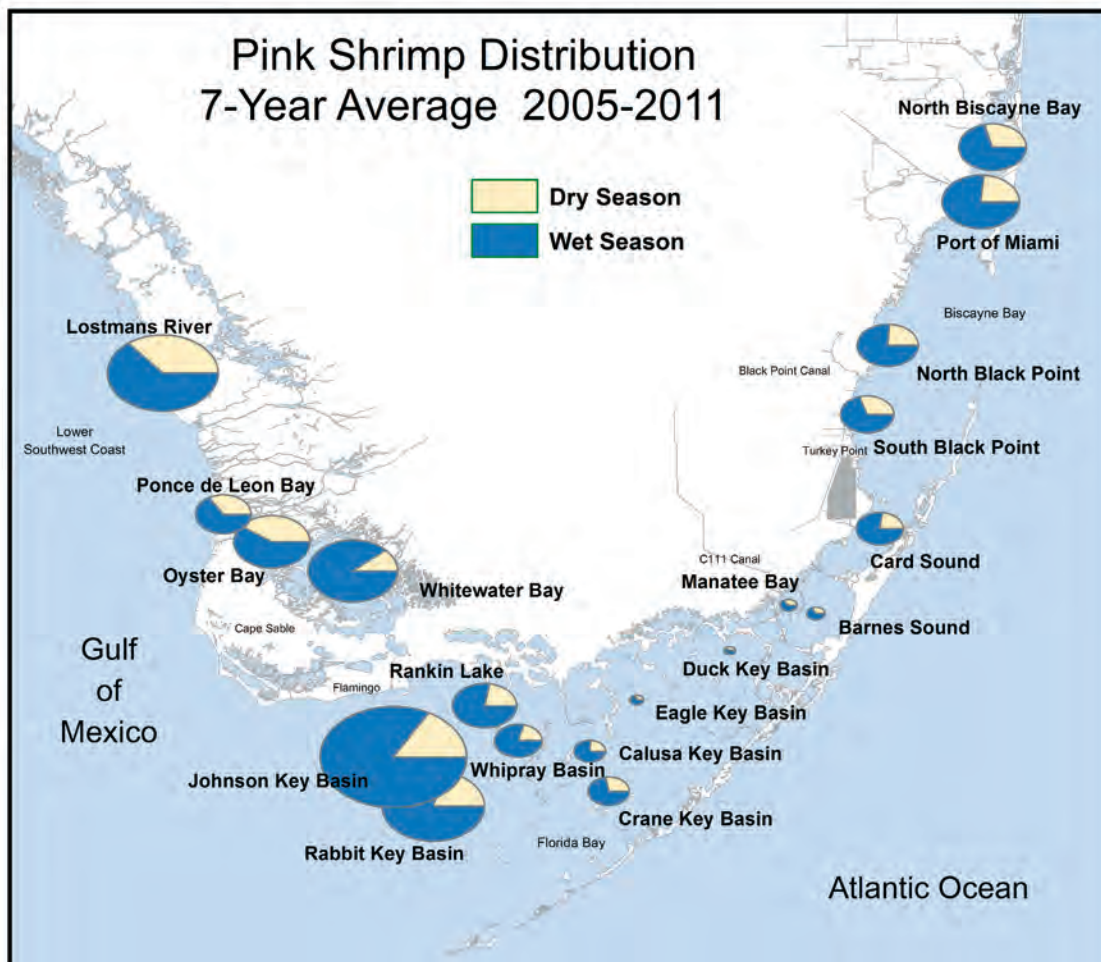 Pink Shrimp Distribution
7-Year Average 2005-2011
North Biscayne Bay
Dry Season
Wet Season
Port of Miami
Lostmans River
Biscayne Bay
Black Point Canal
North Black Point
Lower
Southwest Coast
South Black Point
Turkey Point
Ponce de Leon Bay
Oyster Bay
Whitewater Bay
C111 Canal
Card Sound
Manatee Bay
Barnes Sound
Cape Sable
Gulf
of
Mexico
Rankin Lake
Duck Key Basin
Flamingo
Eagle Key Basin
Calusa Key Basin
Whipray Basin
Johnson Key Basin
Crane Key Basin
Florida Bay
Rabbit Key Basin
Atlantic Ocean